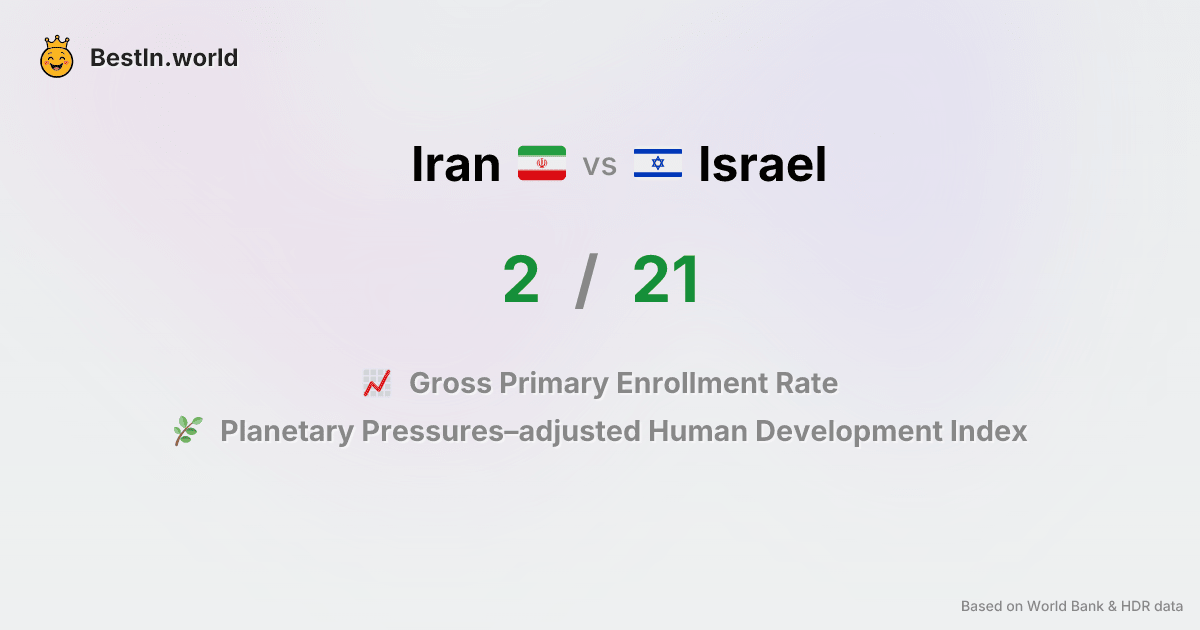 BestIn.world
Iran vs Israel
2 / 21
Gross Primary Enrollment Rate
Planetary Pressures–adjusted Human Development Index
Based on World Bank & HDR data